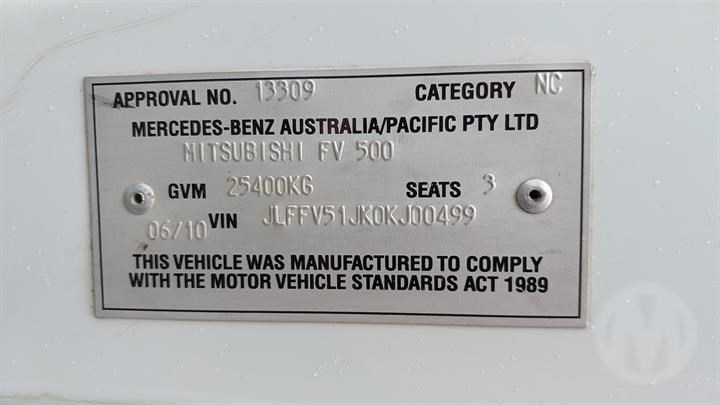 APPROVAL NO. 13309 CATEGORY NC
MERCEDES-BENZ AUSTRALIA/PACIFIC PTY LTD
MITSUBISHI FV 500
GVM 25400KG SEATS 3
06/10 VIN JLFFV51JK0KJ00499
THIS VEHICLE WAS MANUFACTURED TO COMPLY
WITH THE MOTOR VEHICLE STANDARDS ACT 1989
M